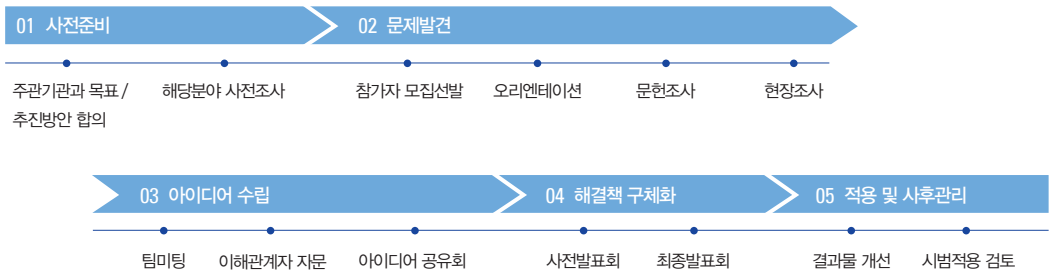 01 사전준비
02 문제발견
주관기관과 목표 /
추진방안 합의
해당분야 사전조사
참가자 모집선발
오리엔테이션
문헌조사
현장조사
03 아이디어 수립
04 해결책 구체화
05 적용 및 사후관리
팀미팅
이해관계자 자문
아이디어 공유회
사전발표회
최종발표회
결과물 개선
시범적용 검토